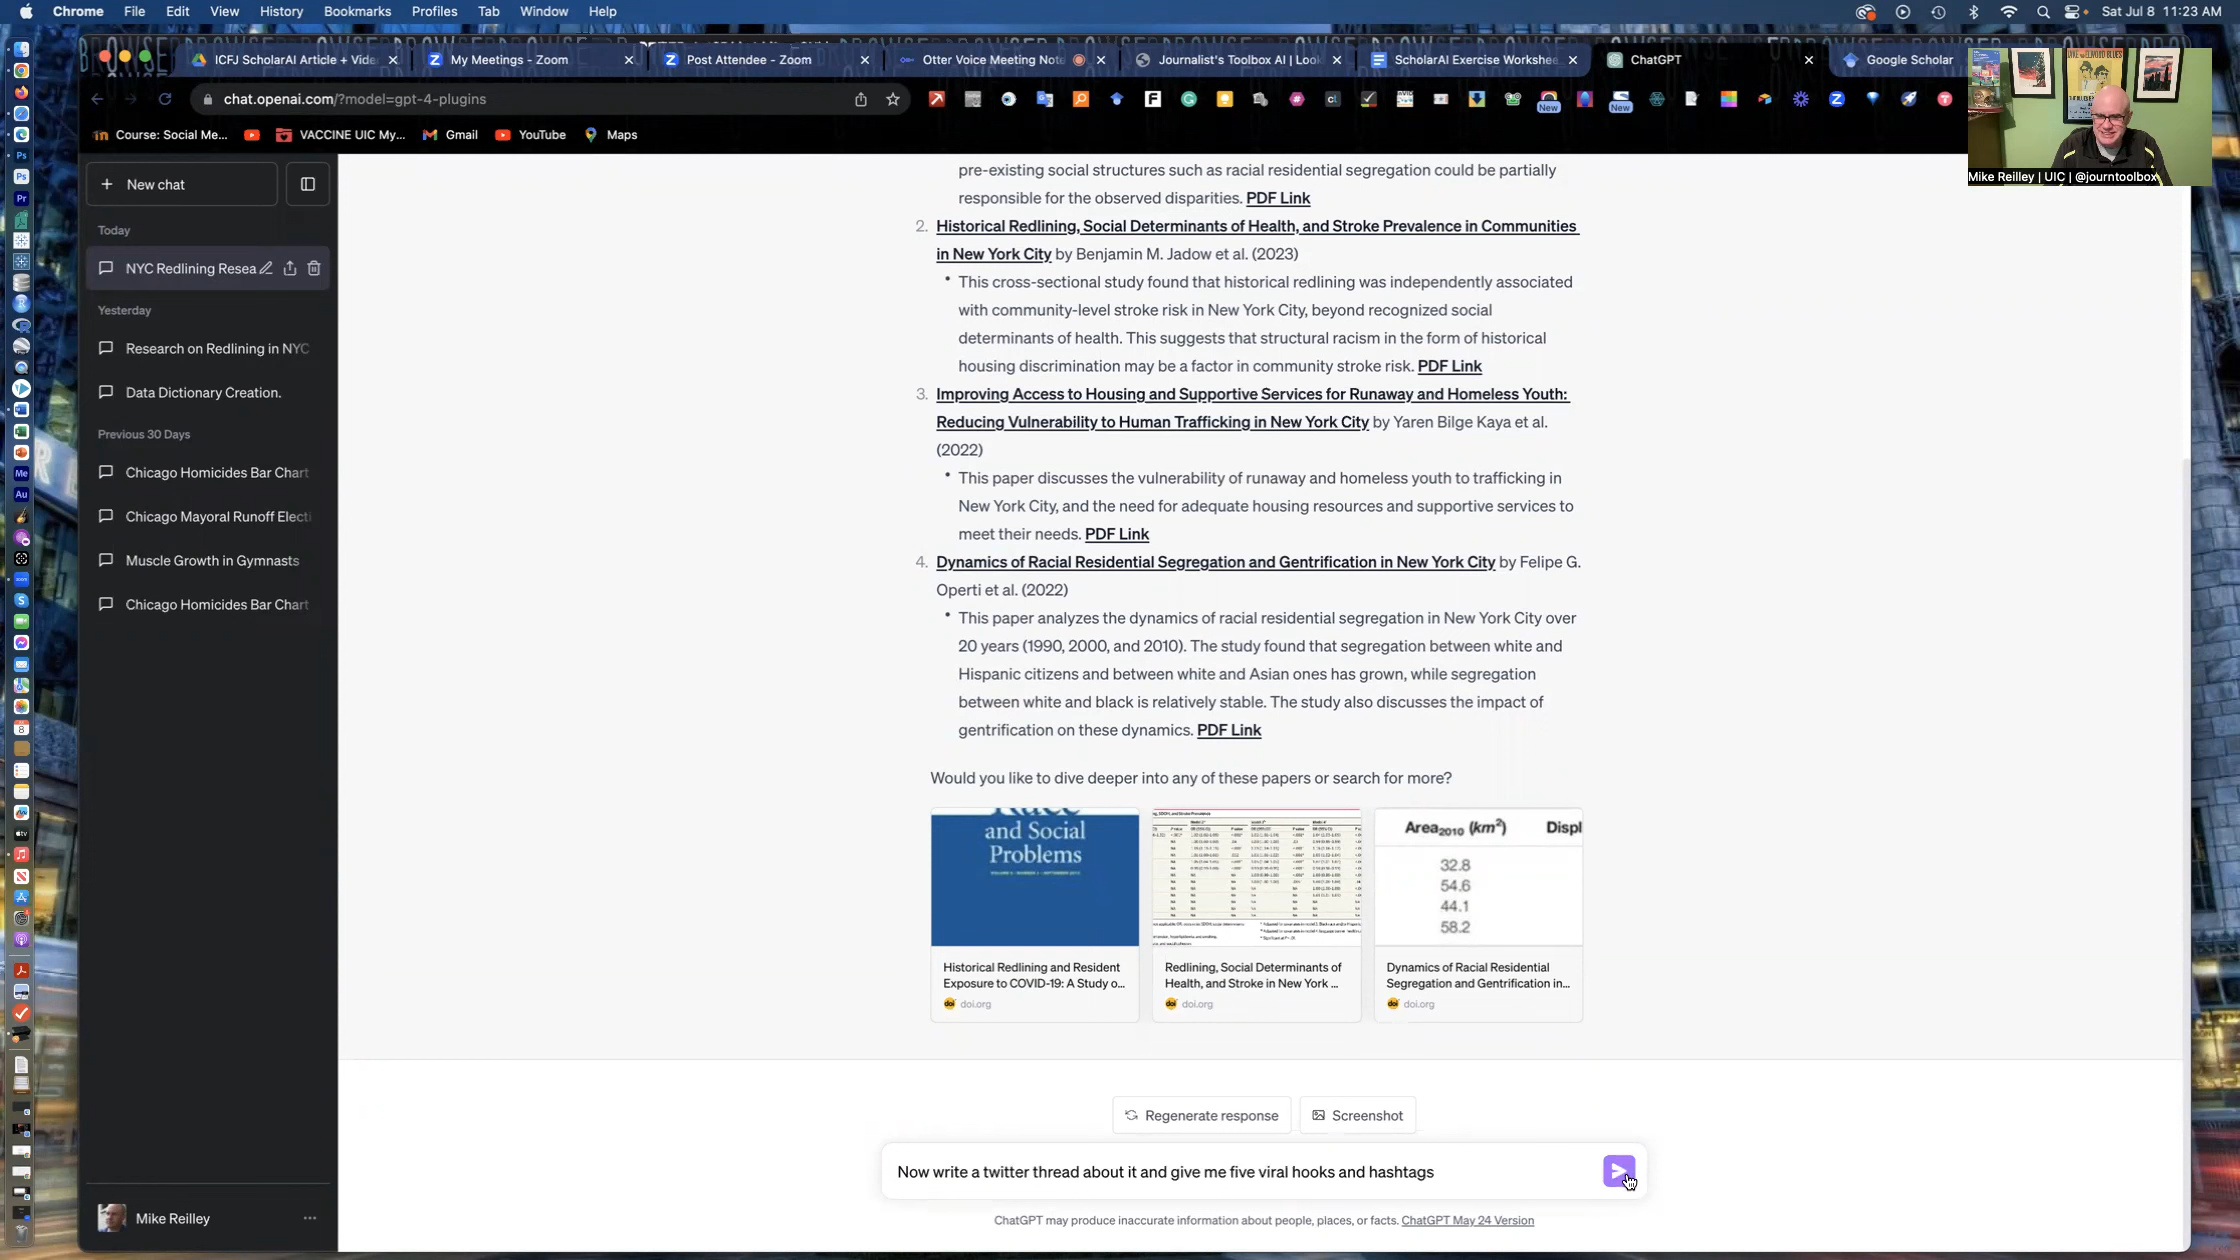 Chrome File Edit View History Bookmarks Profiles Tab Window Help
Sat Jul 8 11:23 AM
ICFJ ScholarAI Article + Vide
My Meetings - Zoom
Post Attendee - Zoom
Otter Voice Meeting Note
Journalist's Toolbox AI | Loo
ScholarAI Exercise Workshee
ChatGPT
Google Scholar
chat.openai.com/?model=gpt-4-plugins
New
New
Course: Social Me...
VACCINE UIC My...
Gmail
YouTube
Maps
Mike Reilley | UIC | @journtoolbox
New chat
Today
NYC Redlining Resea
Yesterday
Research on Redlining in NYC
Data Dictionary Creation.
Previous 30 Days
Chicago Homicides Bar Chart
Chicago Mayoral Runoff Electi
Muscle Growth in Gymnasts
Chicago Homicides Bar Chart
Mike Reilley
pre-existing social structures such as racial residential segregation could be partially
responsible for the observed disparities. PDF Link
2. Historical Redlining, Social Determinants of Health, and Stroke Prevalence in Communities
in New York City by Benjamin M. Jadow et al. (2023)
• This cross-sectional study found that historical redlining was independently associated
with community-level stroke risk in New York City, beyond recognized social
determinants of health. This suggests that structural racism in the form of historical
housing discrimination may be a factor in community stroke risk. PDF Link
3. Improving Access to Housing and Supportive Services for Runaway and Homeless Youth:
Reducing Vulnerability to Human Trafficking in New York City by Yaren Bilge Kaya et al.
(2022)
• This paper discusses the vulnerability of runaway and homeless youth to trafficking in
New York City, and the need for adequate housing resources and supportive services to
meet their needs. PDF Link
4. Dynamics of Racial Residential Segregation and Gentrification in New York City by Felipe G.
Operti et al. (2022)
• This paper analyzes the dynamics of racial residential segregation in New York City over
20 years (1990, 2000, and 2010). The study found that segregation between white and
Hispanic citizens and between white and Asian ones has grown, while segregation
between white and black is relatively stable. The study also discusses the impact of
gentrification on these dynamics. PDF Link
Would you like to dive deeper into any of these papers or search for more?
and Social
Problems
Historical Redlining and Resident
Exposure to COVID-19: A Study o...
doi.org
Redlining, Social Determinants of
Health, and Stroke in New York ...
doi.org
Area2010 (km²) Displ
32.8
54.6
44.1
58.2
Dynamics of Racial Residential
Segregation and Gentrification in...
doi.org
Regenerate response
Screenshot
Now write a twitter thread about it and give me five viral hooks and hashtags
ChatGPT may produce inaccurate information about people, places, or facts. ChatGPT May 24 Version